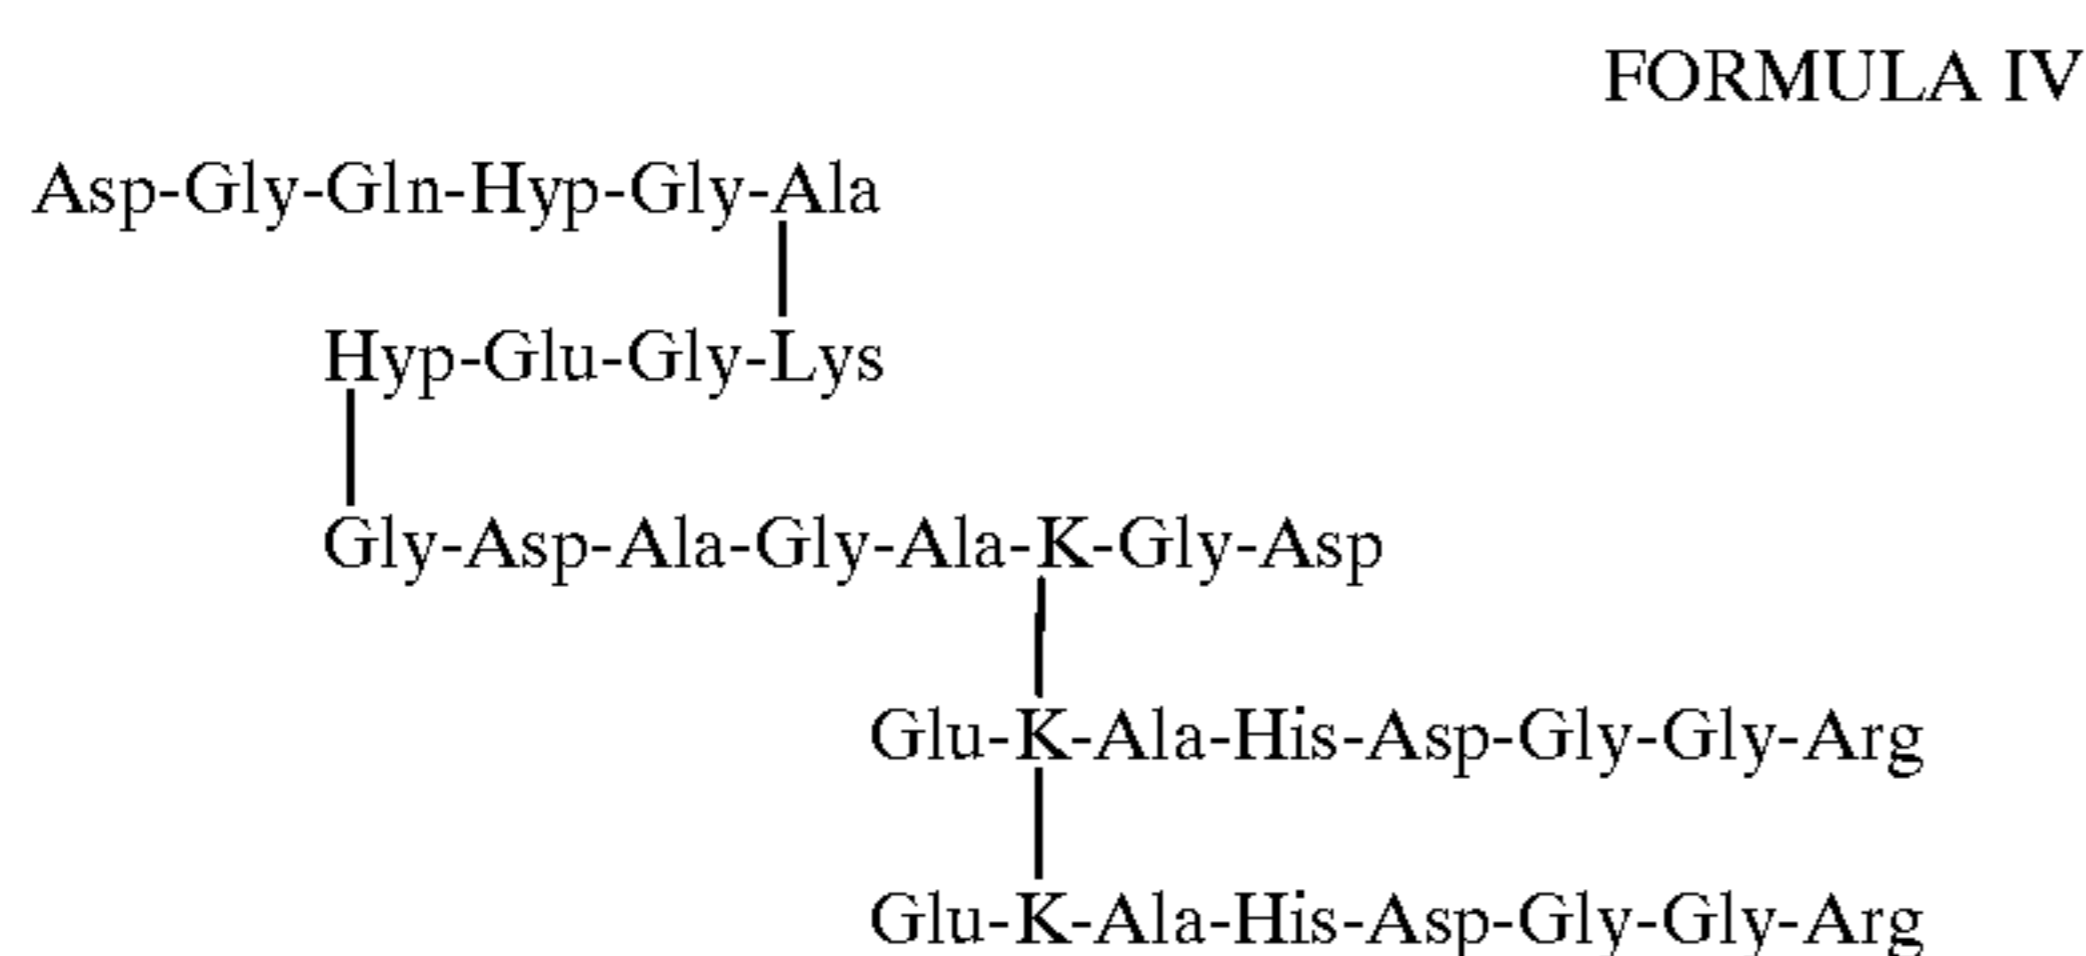 FORMULA IV
Asp-Gly-Gln-Hyp-Gly-Ala
Hyp-Glu-Gly-Lys
Gly-Asp-Ala-Gly-Ala-K-Gly-Asp
Glu-K-Ala-His-Asp-Gly-Gly-Arg
Glu-K-Ala-His-Asp-Gly-Gly-Arg